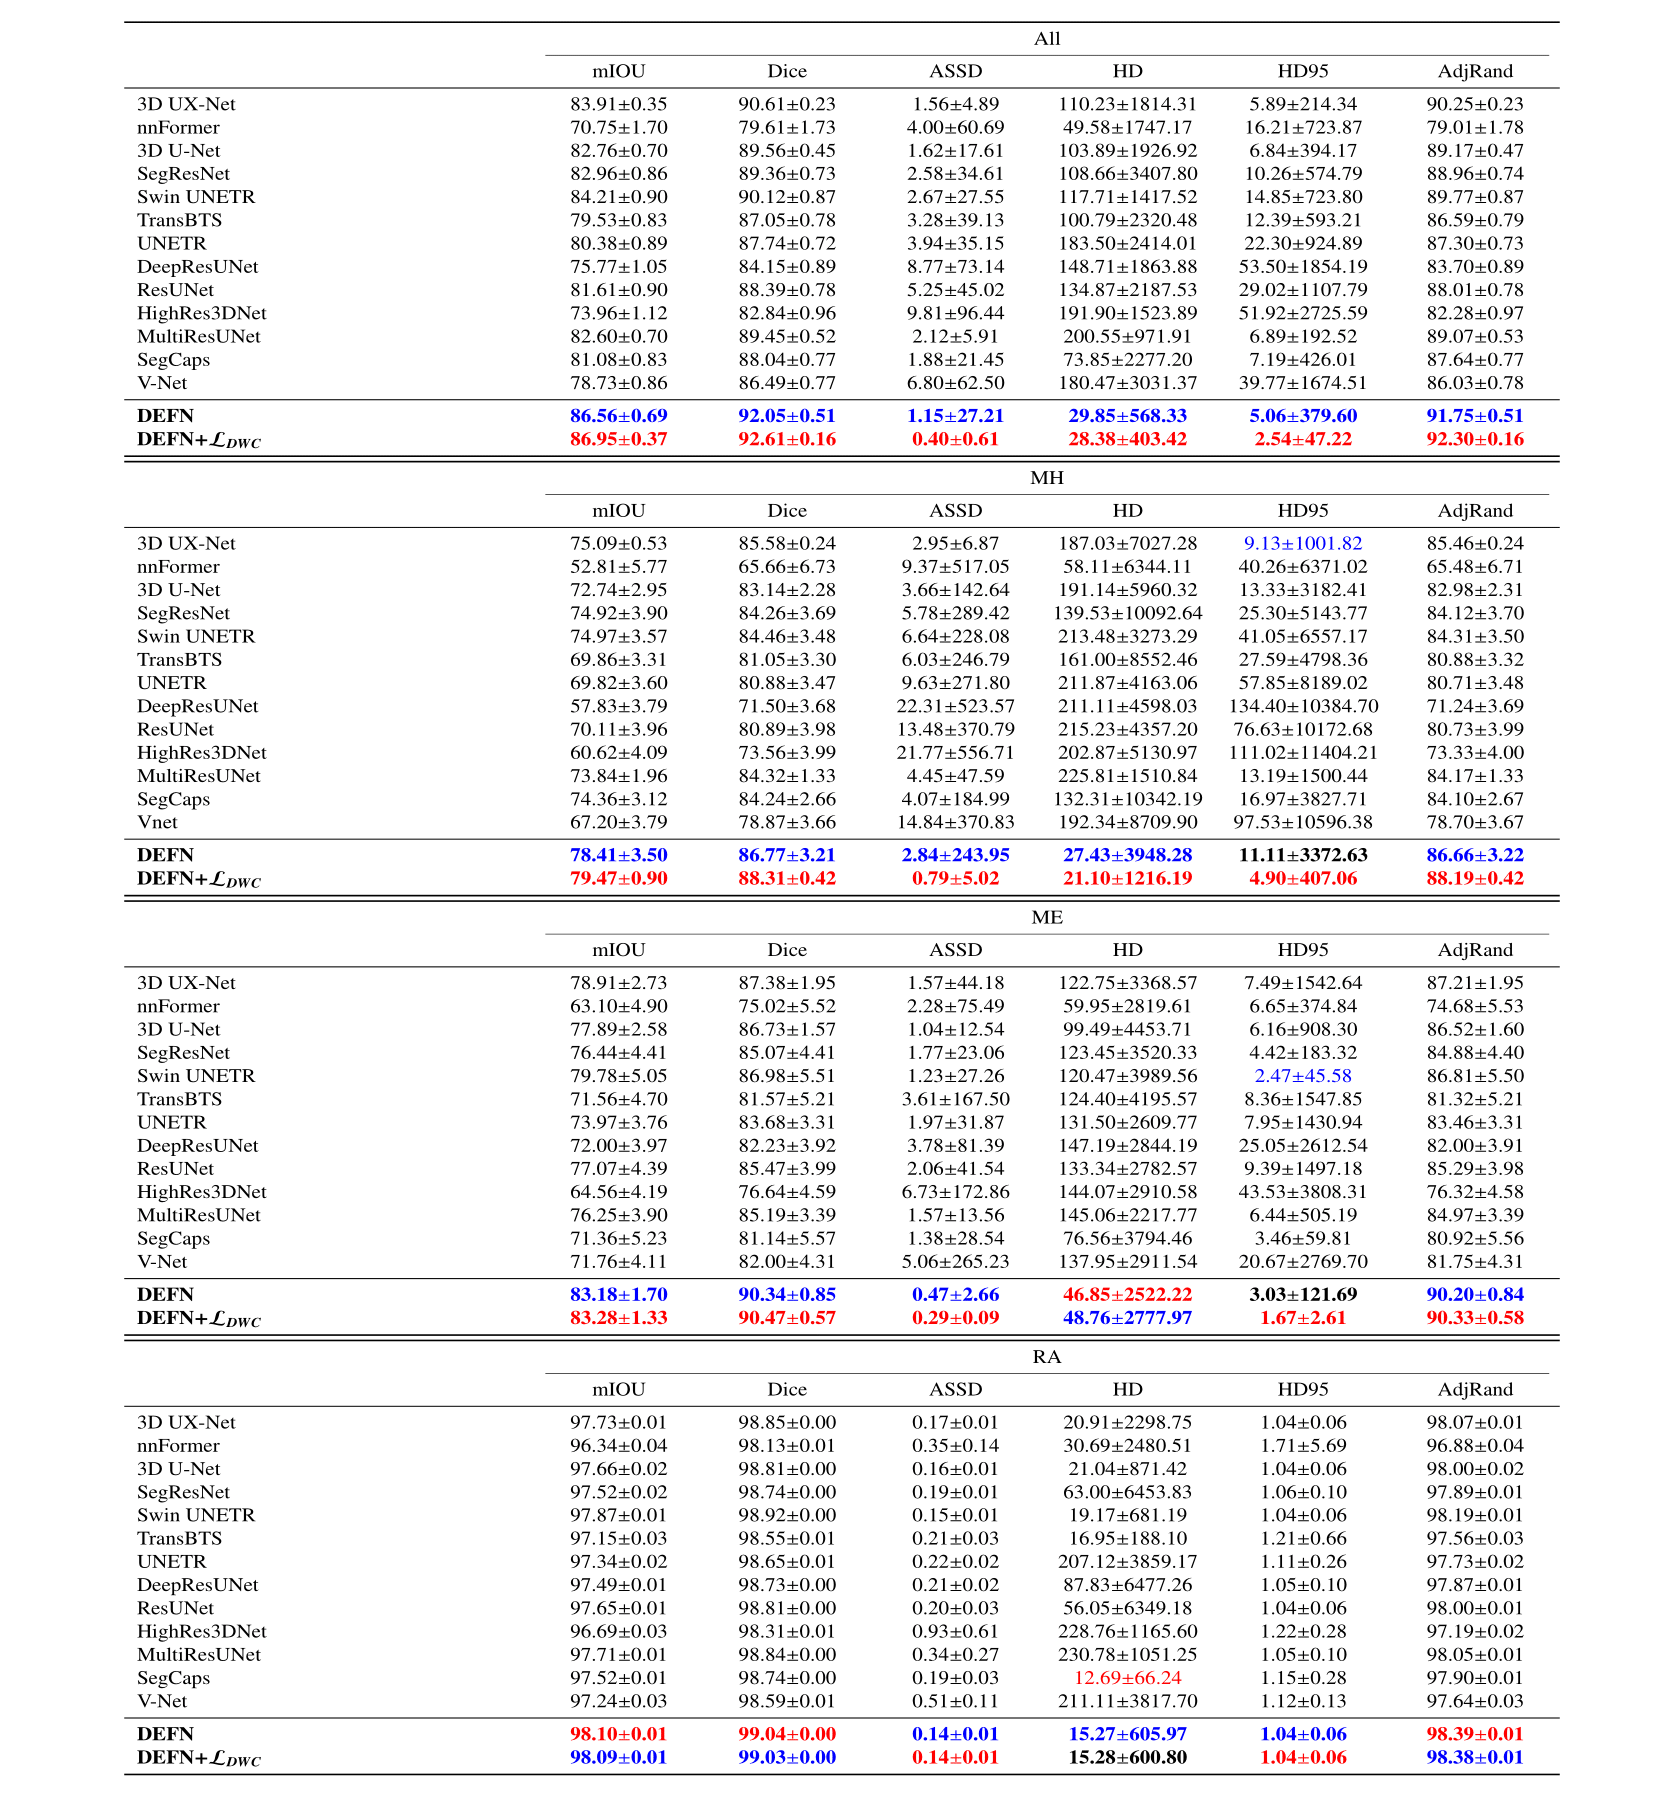 All
mIOU Dice ASSD HD HD95 AdjRand
3D UX-Net 83.91±0.35 90.61±0.23 1.56±4.89 110.23±1814.31 5.89±214.34 90.25±0.23
nnFormer 70.75±1.70 79.61±1.73 4.00±60.69 49.58±1747.17 16.21±723.87 79.01±1.78
3D U-Net 82.76±0.70 89.56±0.45 1.62±17.61 103.89±1926.92 6.84±394.17 89.17±0.47
SegResNet 82.96±0.86 89.36±0.73 2.58±34.61 108.66±3407.80 10.26±574.79 88.96±0.74
Swin UNETR 84.21±0.90 90.12±0.87 2.67±27.55 117.71±1417.52 14.85±723.80 89.77±0.87
TransBTS 79.53±0.83 87.05±0.78 3.28±39.13 100.79±2320.48 12.39±593.21 86.59±0.79
UNETR 80.38±0.89 87.74±0.72 3.94±35.15 183.50±2414.01 22.30±924.89 87.30±0.73
DeepResUNet 75.77±1.05 84.15±0.89 8.77±73.14 148.71±1863.88 53.50±1854.19 83.70±0.89
ResUNet 81.61±0.90 88.39±0.78 5.25±45.02 134.87±2187.53 29.02±1107.79 88.01±0.78
HighRes3DNet 73.96±1.12 82.84±0.96 9.81±96.44 191.90±1523.89 51.92±2725.59 82.28±0.97
MultiResUNet 82.60±0.70 89.45±0.52 2.12±5.91 200.55±971.91 6.89±192.52 89.07±0.53
SegCaps 81.08±0.83 88.04±0.77 1.88±21.45 73.85±2277.20 7.19±426.01 87.64±0.77
V-Net 78.73±0.86 86.49±0.77 6.80±62.50 180.47±3031.37 39.77±1674.51 86.03±0.78
DEFN 86.56±0.69 92.05±0.51 1.15±27.21 29.85±568.33 5.06±379.60 91.75±0.51
DEFN+ℒDWC 86.95±0.37 92.61±0.16 0.40±0.61 28.38±403.42 2.54±47.22 92.30±0.16
MH
mIOU Dice ASSD HD HD95 AdjRand
3D UX-Net 75.09±0.53 85.58±0.24 2.95±6.87 187.03±7027.28 9.13±1001.82 85.46±0.24
nnFormer 52.81±5.77 65.66±6.73 9.37±517.05 58.11±6344.11 40.26±6371.02 65.48±6.71
3D U-Net 72.74±2.95 83.14±2.28 3.66±142.64 191.14±5960.32 13.33±3182.41 82.98±2.31
SegResNet 74.92±3.90 84.26±3.69 5.78±289.42 139.53±10092.64 25.30±5143.77 84.12±3.70
Swin UNETR 74.97±3.57 84.46±3.48 6.64±228.08 213.48±3273.29 41.05±6557.17 84.31±3.50
TransBTS 69.86±3.31 81.05±3.30 6.03±246.79 161.00±8552.46 27.59±4798.36 80.88±3.32
UNETR 69.82±3.60 80.88±3.47 9.63±271.80 211.87±4163.06 57.85±8189.02 80.71±3.48
DeepResUNet 57.83±3.79 71.50±3.68 22.31±523.57 211.11±4598.03 134.40±10384.70 71.24±3.69
ResUNet 70.11±3.96 80.89±3.98 13.48±370.79 215.23±4357.20 76.63±10172.68 80.73±3.99
HighRes3DNet 60.62±4.09 73.56±3.99 21.77±556.71 202.87±5130.97 111.02±11404.21 73.33±4.00
MultiResUNet 73.84±1.96 84.32±1.33 4.45±47.59 225.81±1510.84 13.19±1500.44 84.17±1.33
SegCaps 74.36±3.12 84.24±2.66 4.07±184.99 132.31±10342.19 16.97±3827.71 84.10±2.67
Vnet 67.20±3.79 78.87±3.66 14.84±370.83 192.34±8709.90 97.53±10596.38 78.70±3.67
DEFN 78.41±3.50 86.77±3.21 2.84±243.95 27.43±3948.28 11.11±3372.63 86.66±3.22
DEFN+ℒDWC 79.47±0.90 88.31±0.42 0.79±5.02 21.10±1216.19 4.90±407.06 88.19±0.42
ME
mIOU Dice ASSD HD HD95 AdjRand
3D UX-Net 78.91±2.73 87.38±1.95 1.57±44.18 122.75±3368.57 7.49±1542.64 87.21±1.95
nnFormer 63.10±4.90 75.02±5.52 2.28±75.49 59.95±2819.61 6.65±374.84 74.68±5.53
3D U-Net 77.89±2.58 86.73±1.57 1.04±12.54 99.49±4453.71 6.16±908.30 86.52±1.60
SegResNet 76.44±4.41 85.07±4.41 1.77±23.06 123.45±3520.33 4.42±183.32 84.88±4.40
Swin UNETR 79.78±5.05 86.98±5.51 1.23±27.26 120.47±3989.56 2.47±45.58 86.81±5.50
TransBTS 71.56±4.70 81.57±5.21 3.61±167.50 124.40±4195.57 8.36±1547.85 81.32±5.21
UNETR 73.97±3.76 83.68±3.31 1.97±31.87 131.50±2609.77 7.95±1430.94 83.46±3.31
DeepResUNet 72.00±3.97 82.23±3.92 3.78±81.39 147.19±2844.19 25.05±2612.54 82.00±3.91
ResUNet 77.07±4.39 85.47±3.99 2.06±41.54 133.34±2782.57 9.39±1497.18 85.29±3.98
HighRes3DNet 64.56±4.19 76.64±4.59 6.73±172.86 144.07±2910.58 43.53±3808.31 76.32±4.58
MultiResUNet 76.25±3.90 85.19±3.39 1.57±13.56 145.06±2217.77 6.44±505.19 84.97±3.39
SegCaps 71.36±5.23 81.14±5.57 1.38±28.54 76.56±3794.46 3.46±59.81 80.92±5.56
V-Net 71.76±4.11 82.00±4.31 5.06±265.23 137.95±2911.54 20.67±2769.70 81.75±4.31
DEFN 83.18±1.70 90.34±0.85 0.47±2.66 46.85±2522.22 3.03±121.69 90.20±0.84
DEFN+ℒDWC 83.28±1.33 90.47±0.57 0.29±0.09 48.76±2777.97 1.67±2.61 90.33±0.58
RA
mIOU Dice ASSD HD HD95 AdjRand
3D UX-Net 97.73±0.01 98.85±0.00 0.17±0.01 20.91±2298.75 1.04±0.06 98.07±0.01
nnFormer 96.34±0.04 98.13±0.01 0.35±0.14 30.69±2480.51 1.71±5.69 96.88±0.04
3D U-Net 97.66±0.02 98.81±0.00 0.16±0.01 21.04±871.42 1.04±0.06 98.00±0.02
SegResNet 97.52±0.02 98.74±0.00 0.19±0.01 63.00±6453.83 1.06±0.10 97.89±0.01
Swin UNETR 97.87±0.01 98.92±0.00 0.15±0.01 19.17±681.19 1.04±0.06 98.19±0.01
TransBTS 97.15±0.03 98.55±0.01 0.21±0.03 16.95±188.10 1.21±0.66 97.56±0.03
UNETR 97.34±0.02 98.65±0.01 0.22±0.02 207.12±3859.17 1.11±0.26 97.73±0.02
DeepResUNet 97.49±0.01 98.73±0.00 0.21±0.02 87.83±6477.26 1.05±0.10 97.87±0.01
ResUNet 97.65±0.01 98.81±0.00 0.20±0.03 56.05±6349.18 1.04±0.06 98.00±0.01
HighRes3DNet 96.69±0.03 98.31±0.01 0.93±0.61 228.76±1165.60 1.22±0.28 97.19±0.02
MultiResUNet 97.71±0.01 98.84±0.00 0.34±0.27 230.78±1051.25 1.05±0.10 98.05±0.01
SegCaps 97.52±0.01 98.74±0.00 0.19±0.03 12.69±66.24 1.15±0.28 97.90±0.01
V-Net 97.24±0.03 98.59±0.01 0.51±0.11 211.11±3817.70 1.12±0.13 97.64±0.03
DEFN 98.10±0.01 99.04±0.00 0.14±0.01 15.27±605.97 1.04±0.06 98.39±0.01
DEFN+ℒDWC 98.09±0.01 99.03±0.00 0.14±0.01 15.28±600.80 1.04±0.06 98.38±0.01